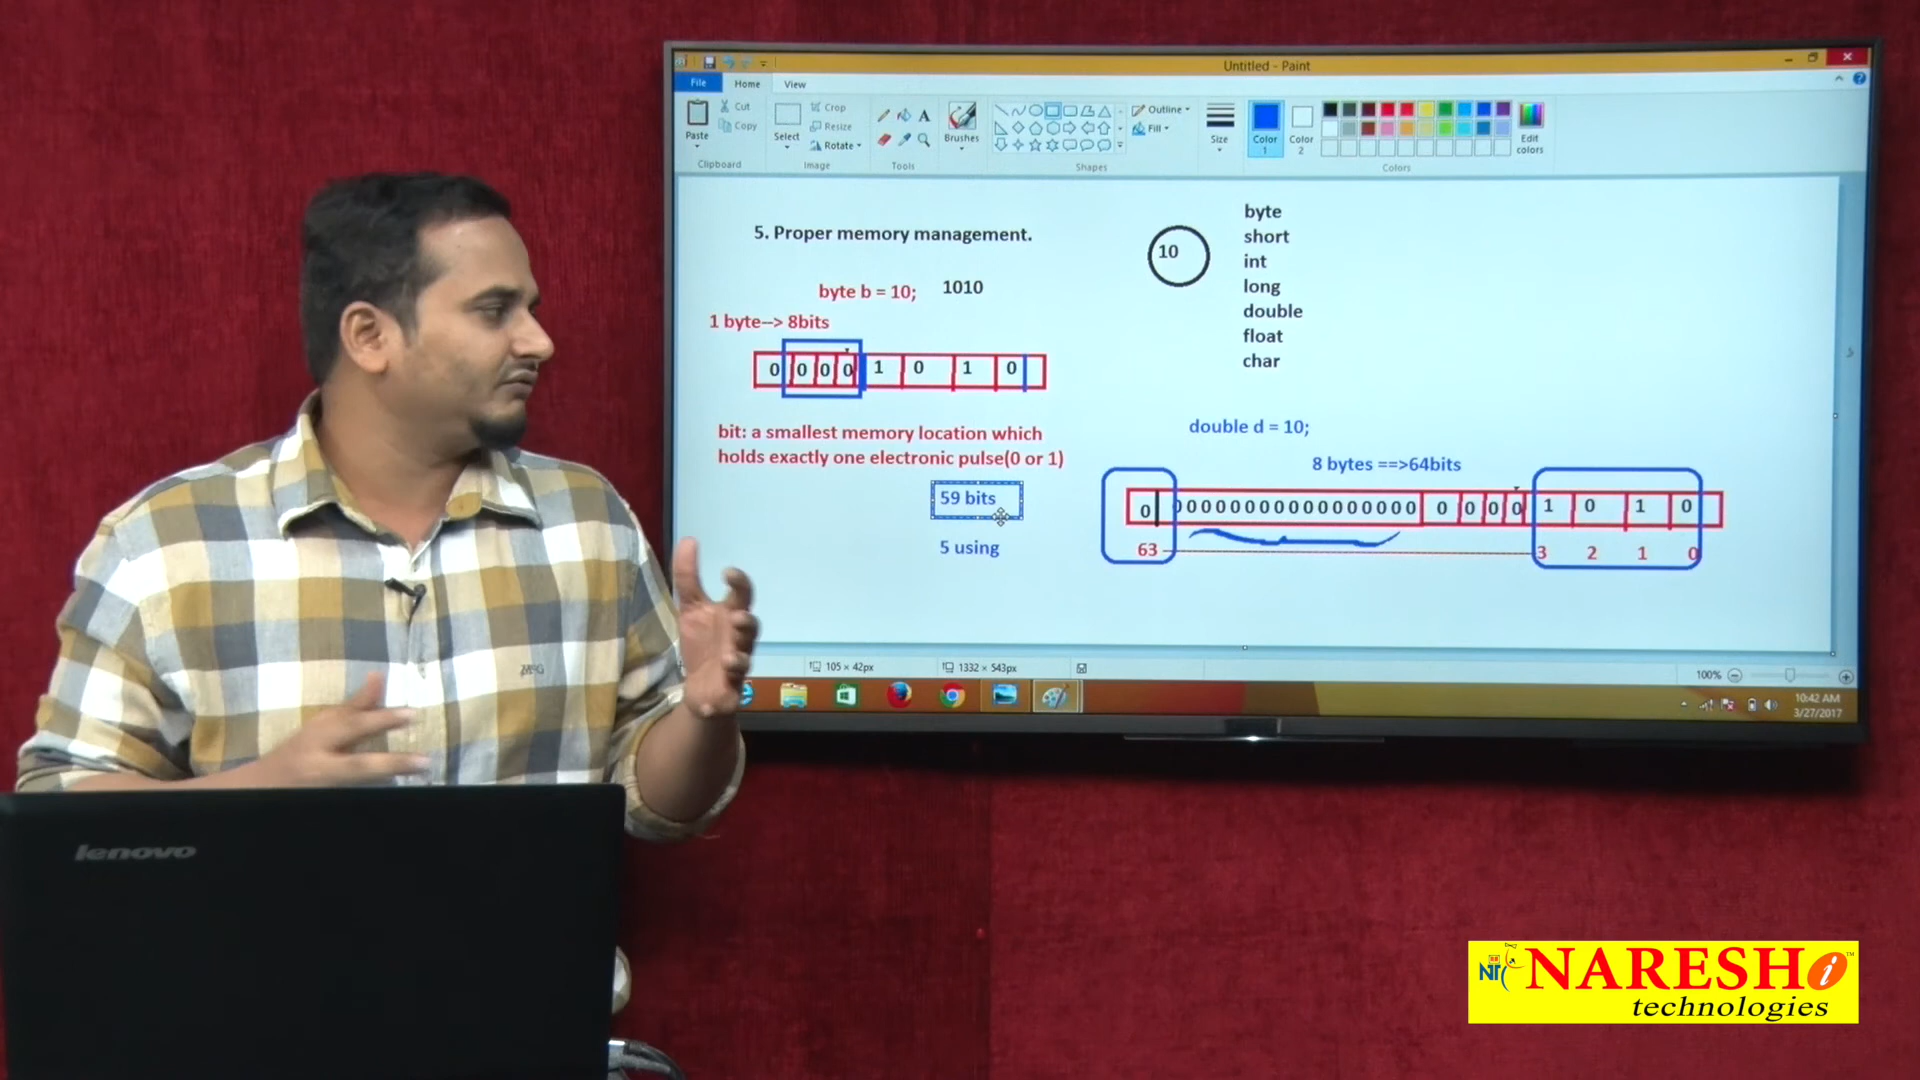 Untitled - Paint
File Home View
Paste
Cut
Copy
Clipboard
Select
Crop
Resize
Rotate
Image
Tools
Brushes
Shapes
Outline
Fill
Size
Color 1
Color 2
Edit colors
Colors
5. Proper memory management.
byte b = 10; 1010
1 byte--> 8bits
0 0 0 0 1 0 1 0
bit: a smallest memory location which
holds exactly one electronic pulse(0 or 1)
59 bits
5 using
10
byte
short
int
long
double
float
char
double d = 10;
8 bytes ==>64bits
0 00000000000000000 0 0 0 0 1 0 1 0
63 3 2 1 0
105 × 42px
1332 × 543px
100%
10:42 AM
3/27/2017
lenovo
NARESH i
technologies